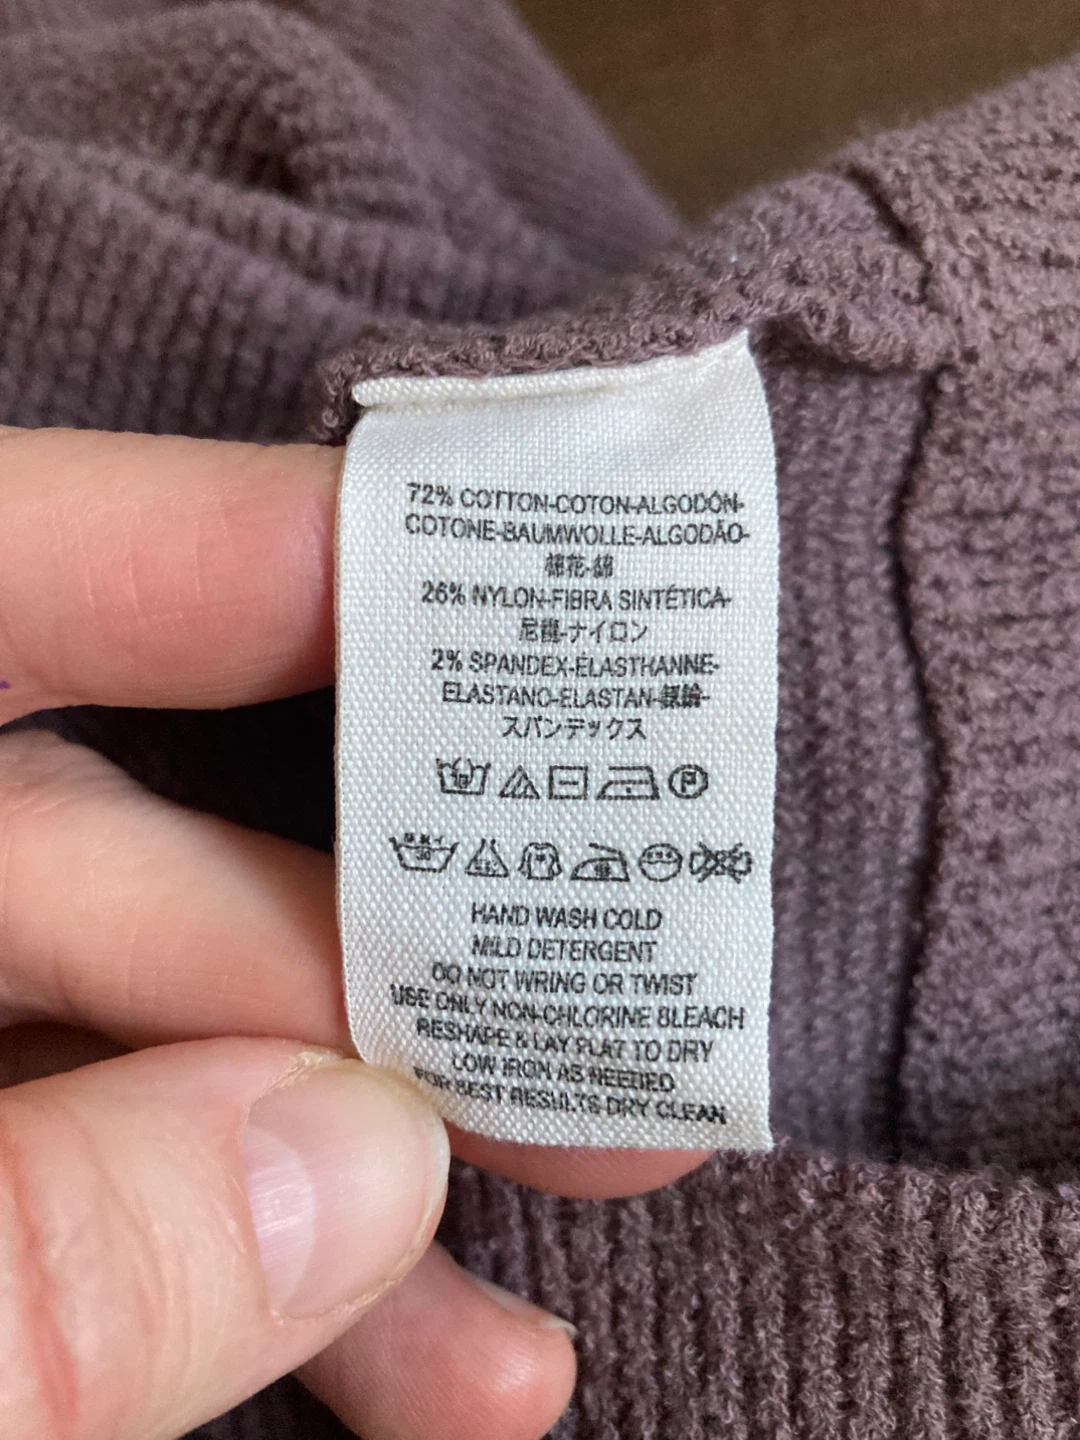 72% COTTON-COTON-ALGODÓN-
COTONE-BAUMWOLLE-ALGODÃO-
棉花-綿
26% NYLON-FIBRA SINTÉTICA-
尼龍-ナイロン
2% SPANDEX-ÉLASTHANNE-
ELASTANO-ELASTAN-
スパンデックス
P
HAND WASH COLD
MILD DETERGENT
DO NOT WRING OR TWIST
USE ONLY NON-CHLORINE BLEACH
RESHAPE & LAY FLAT TO DRY
LOW IRON AS NEEDED
FOR BEST RESULTS DRY CLEAN